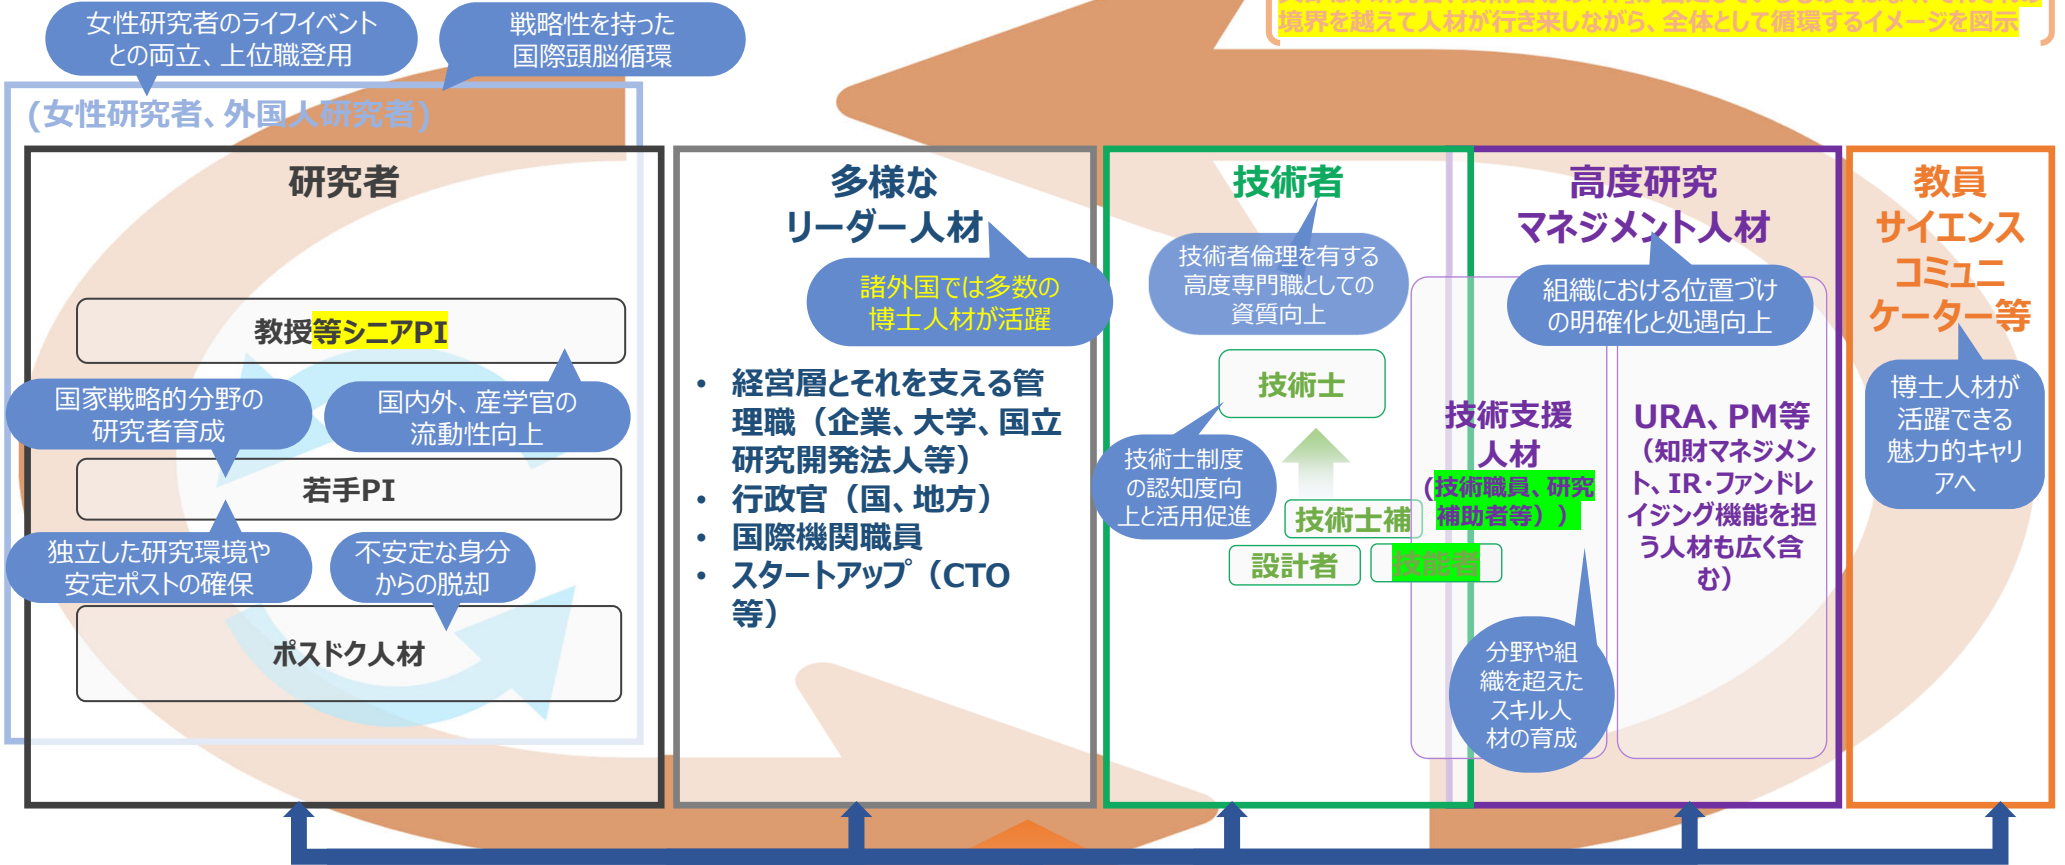 境界を越えて人材が行き来しながら、全体として循環するイメージを図示
女性研究者のライフイベント
との両立、上位職登用
戦略性を持った
国際頭脳循環
(女性研究者、外国人研究者)
研究者
教授等シニアPI
国家戦略的分野の
研究者育成
国内外、産学官の
流動性向上
若手PI
独立した研究環境や
安定ポストの確保
不安定な身分
からの脱却
ポスドク人材
多様な
リーダー人材
諸外国では多数の
博士人材が活躍
• 経営層とそれを支える管
理職（企業、大学、国立
研究開発法人等）
• 行政官（国、地方）
• 国際機関職員
• スタートアップ（CTO
等）
技術者
技術者倫理を有する
高度専門職としての
資質向上
技術士
技術士制度
の認知度向
上と活用促進
技術士補
設計者
技能者
高度研究
マネジメント人材
組織における位置づけ
の明確化と処遇向上
技術支援
人材
(技術職員、研究
補助者等））
分野や組
織を超えた
スキル人
材の育成
URA、PM等
（知財マネジメン
ト、IR・ファンドレ
イジング機能を担
う人材も広く含
む）
教員
サイエンス
コミュニ
ケーター等
博士人材が
活躍できる
魅力的キャリ
アへ